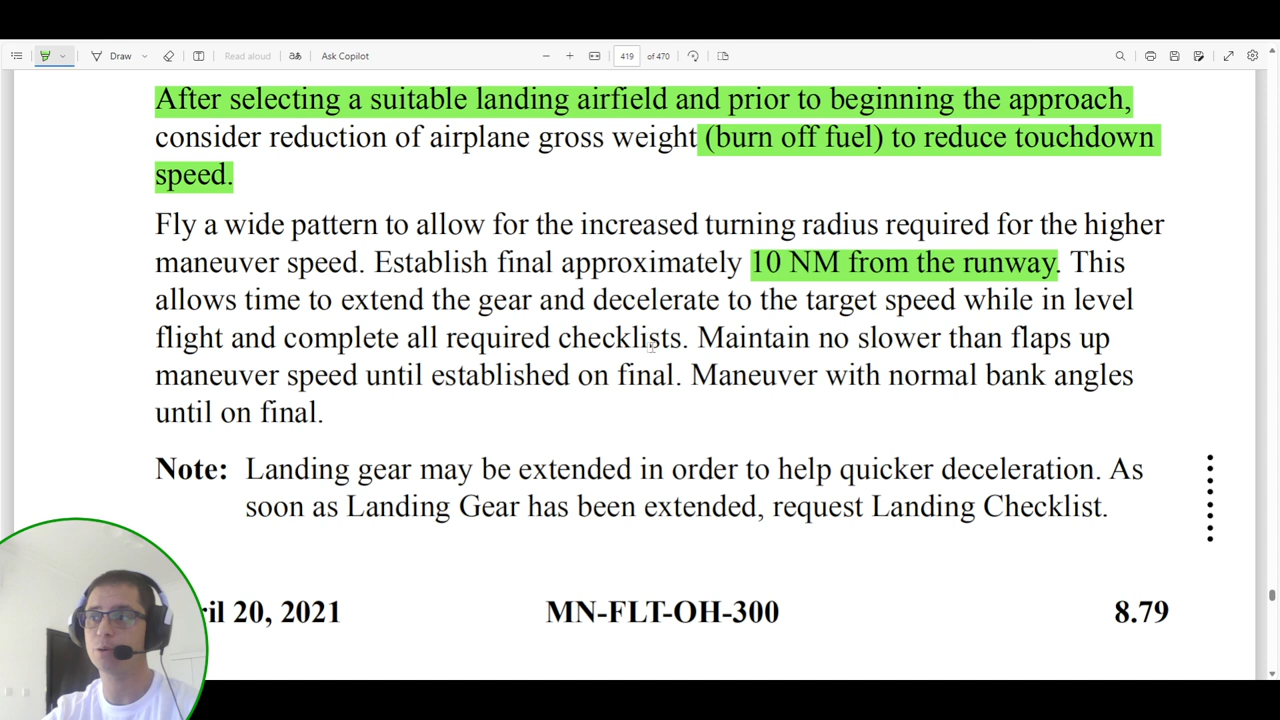 Draw
Read aloud
aあ
Ask Copilot
419 of 470
After selecting a suitable landing airfield and prior to beginning the approach,
consider reduction of airplane gross weight (burn off fuel) to reduce touchdown
speed.
Fly a wide pattern to allow for the increased turning radius required for the higher
maneuver speed. Establish final approximately 10 NM from the runway. This
allows time to extend the gear and decelerate to the target speed while in level
flight and complete all required checklists. Maintain no slower than flaps up
maneuver speed until established on final. Maneuver with normal bank angles
until on final.
Note: Landing gear may be extended in order to help quicker deceleration. As
soon as Landing Gear has been extended, request Landing Checklist.
ril 20, 2021 MN-FLT-OH-300 8.79